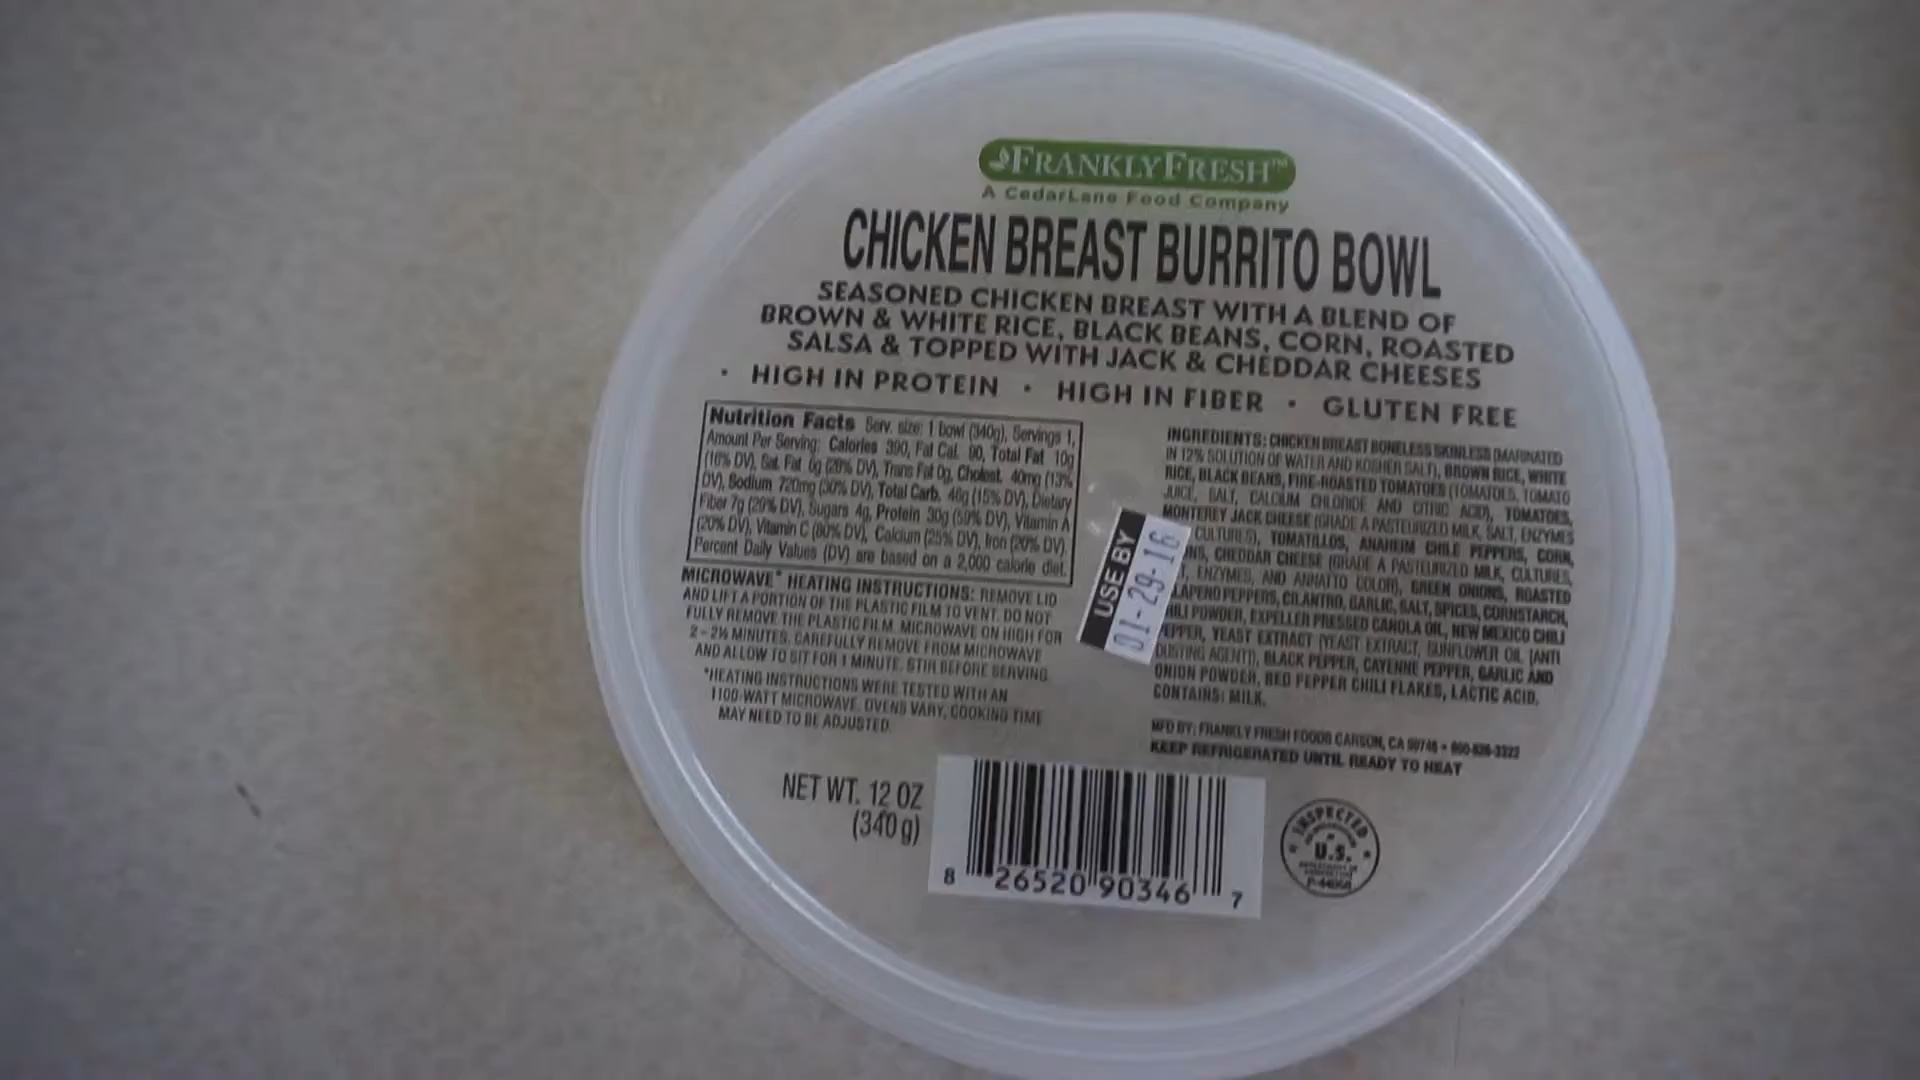 FRANKLYFRESH™
A CedarLane Food Company
CHICKEN BREAST BURRITO BOWL
SEASONED CHICKEN BREAST WITH A BLEND OF
BROWN & WHITE RICE, BLACK BEANS, CORN, ROASTED
SALSA & TOPPED WITH JACK & CHEDDAR CHEESES
· HIGH IN PROTEIN · HIGH IN FIBER · GLUTEN FREE
Nutrition Facts Serv. size: 1 bowl (340g), Servings 1,
Amount Per Serving: Calories 390, Fat Cal. 90, Total Fat 10g
(16% DV), Sat. Fat 6g (28% DV), Trans Fat 0g, Cholest. 40mg (13%
DV), Sodium 720mg (30% DV), Total Carb. 46g (15% DV), Dietary
Fiber 7g (29% DV), Sugars 4g, Protein 30g (59% DV), Vitamin A
(20% DV), Vitamin C (80% DV), Calcium (25% DV), Iron (20% DV).
Percent Daily Values (DV) are based on a 2,000 calorie diet.
MICROWAVE* HEATING INSTRUCTIONS: REMOVE LID
AND LIFT A PORTION OF THE PLASTIC FILM TO VENT. DO NOT
FULLY REMOVE THE PLASTIC FILM. MICROWAVE ON HIGH FOR
2 - 2½ MINUTES. CAREFULLY REMOVE FROM MICROWAVE
AND ALLOW TO SIT FOR 1 MINUTE. STIR BEFORE SERVING.
*HEATING INSTRUCTIONS WERE TESTED WITH AN
1100-WATT MICROWAVE. OVENS VARY, COOKING TIME
MAY NEED TO BE ADJUSTED.
USE BY
01-29-16
INGREDIENTS: CHICKEN BREAST BONELESS SKINLESS (MARINATED
IN 12% SOLUTION OF WATER AND KOSHER SALT), BROWN RICE, WHITE
RICE, BLACK BEANS, FIRE-ROASTED TOMATOES (TOMATOES, TOMATO
JUICE, SALT, CALCIUM CHLORIDE AND CITRIC ACID), TOMATOES,
MONTEREY JACK CHEESE (GRADE A PASTEURIZED MILK, SALT, ENZYMES
CULTURES), TOMATILLOS, ANAHEIM CHILE PEPPERS, CORN,
NS, CHEDDAR CHEESE (GRADE A PASTEURIZED MILK, CULTURES,
T, ENZYMES, AND ANNATTO COLOR), GREEN ONIONS, ROASTED
LAPENO PEPPERS, CILANTRO, GARLIC, SALT, SPICES, CORNSTARCH,
ILI POWDER, EXPELLER PRESSED CANOLA OIL, NEW MEXICO CHILI
PEPPER, YEAST EXTRACT (YEAST EXTRACT, SUNFLOWER OIL (ANTI
DUSTING AGENT)), BLACK PEPPER, CAYENNE PEPPER, GARLIC AND
ONION POWDER, RED PEPPER CHILI FLAKES, LACTIC ACID.
CONTAINS: MILK.
MFD BY: FRANKLY FRESH FOODS CARSON, CA 90746 •
KEEP REFRIGERATED UNTIL READY TO HEAT
NET WT. 12 OZ
(340 g)
8 26520 90346 7
INSPECTED
U.S.